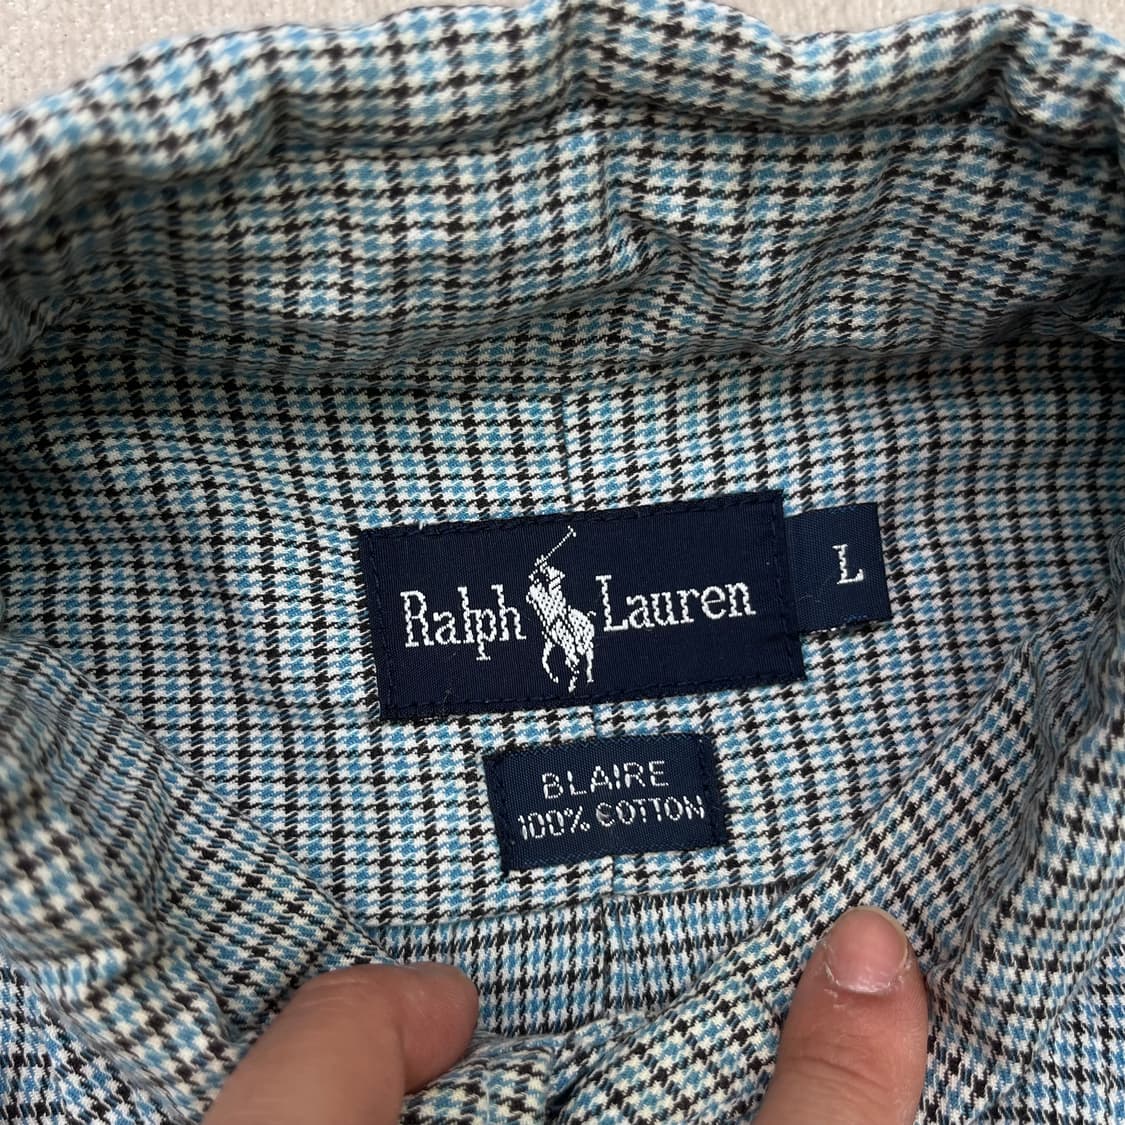 Ralph Lauren
L
BLAIRE
100% COTTON